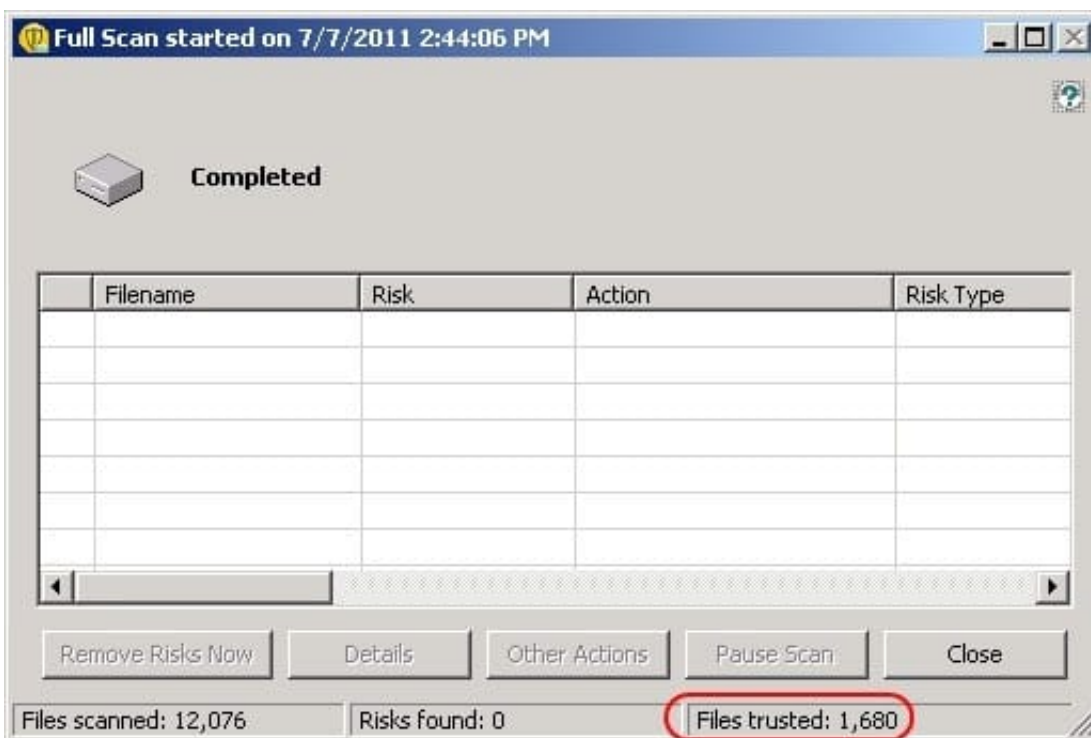 Full Scan started on 7/7/2011 2:44:06 PM
Completed
Filename Risk Action Risk Type
Remove Risks Now Details Other Actions Pause Scan Close
Files scanned: 12,076 Risks found: 0 Files trusted: 1,680